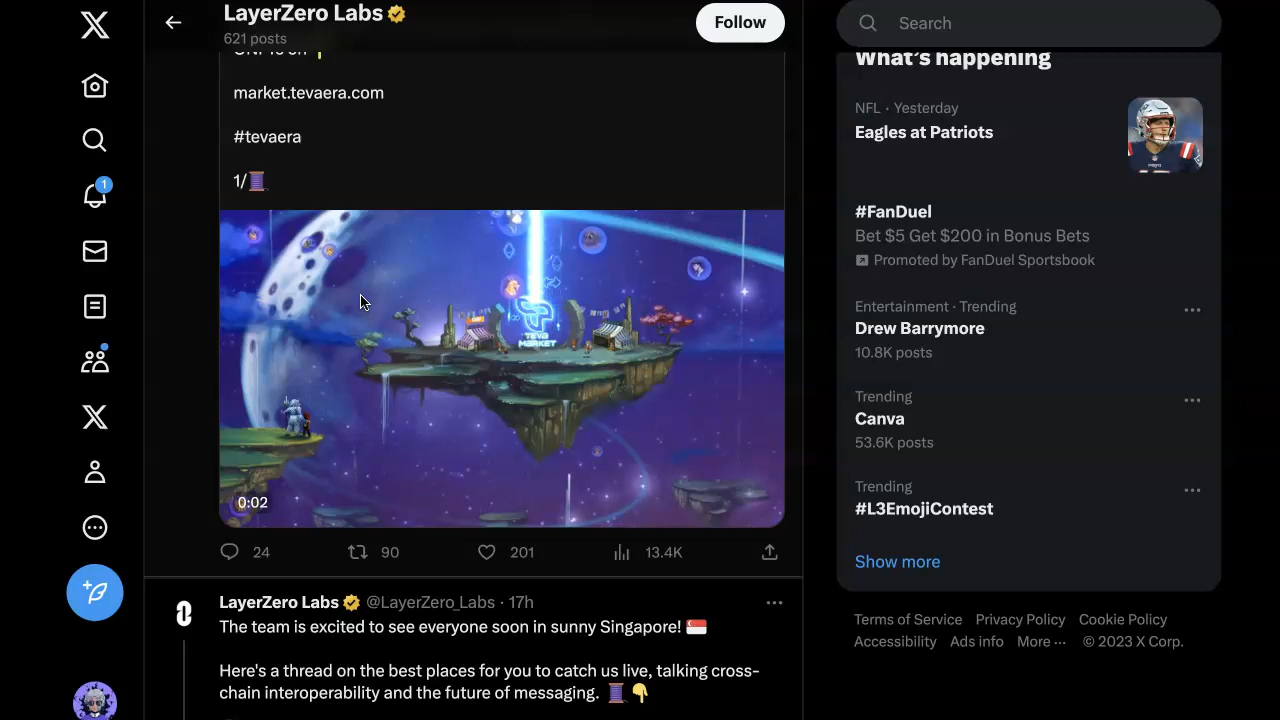 LayerZero Labs
621 posts
Follow
Search
market.tevaera.com
#tevaera
1/🧵
TEVA
MARKET
0:02
24
90
201
13.4K
LayerZero Labs @LayerZero_Labs · 17h
The team is excited to see everyone soon in sunny Singapore! 🇸🇬
Here's a thread on the best places for you to catch us live, talking cross-
chain interoperability and the future of messaging. 🧵👇
1
What's happening
NFL · Yesterday
Eagles at Patriots
#FanDuel
Bet $5 Get $200 in Bonus Bets
Promoted by FanDuel Sportsbook
Entertainment · Trending
Drew Barrymore
10.8K posts
Trending
Canva
53.6K posts
Trending
#L3EmojiContest
Show more
Terms of Service Privacy Policy Cookie Policy
Accessibility Ads info More ··· © 2023 X Corp.